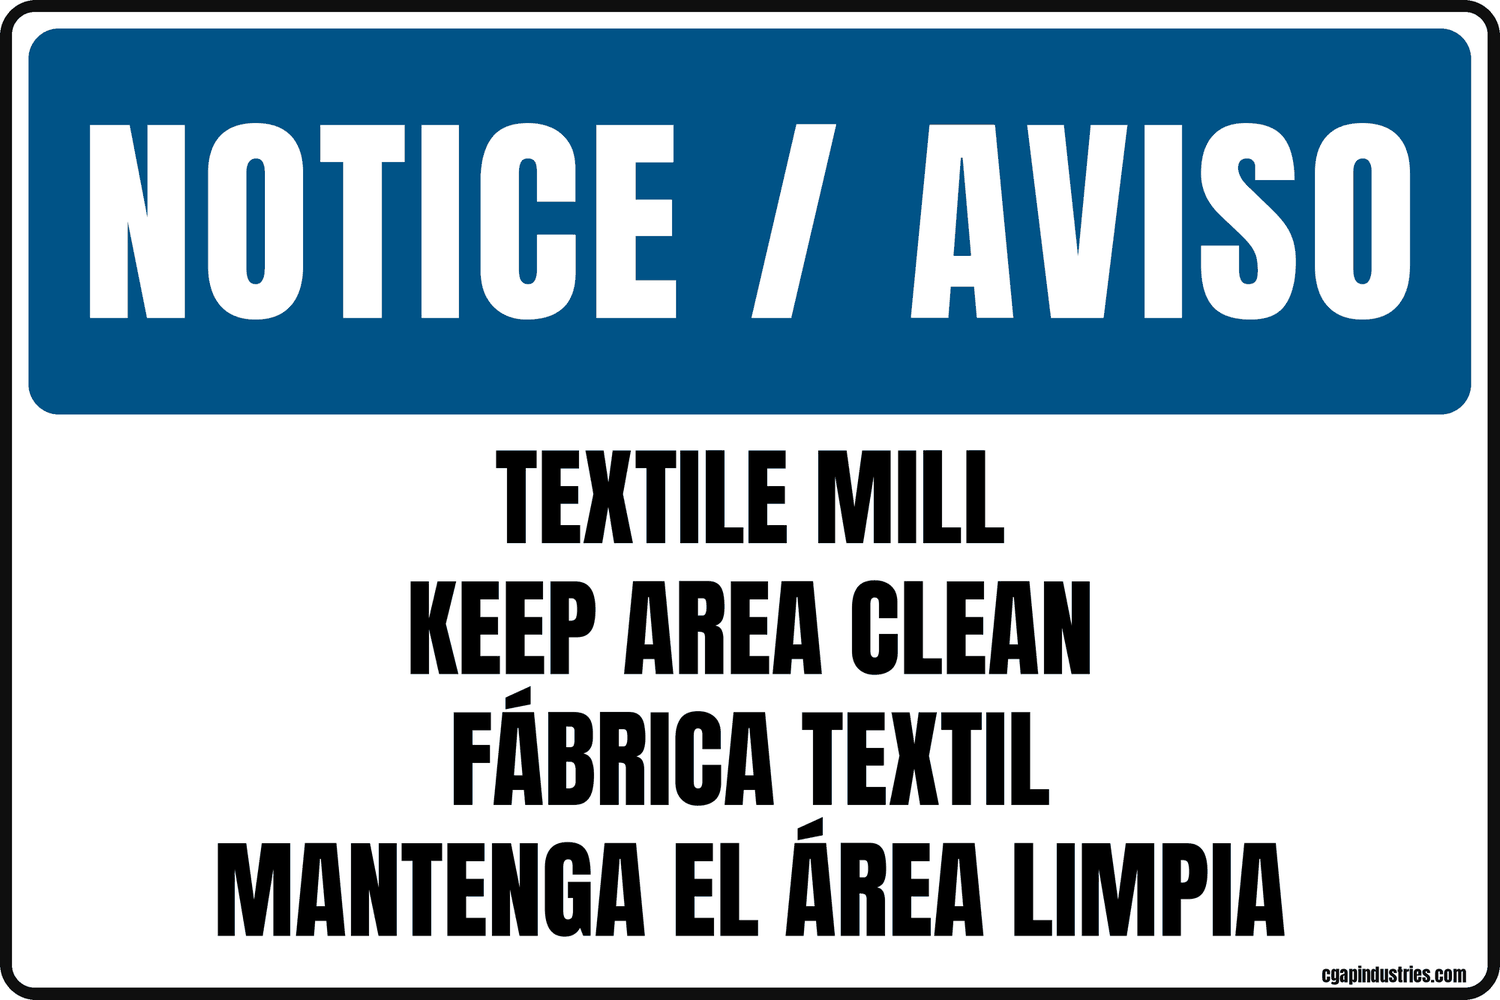 NOTICE / AVISO
TEXTILE MILL
KEEP AREA CLEAN
FÁBRICA TEXTIL
MANTENGA EL ÁREA LIMPIA
cgapindustries.com